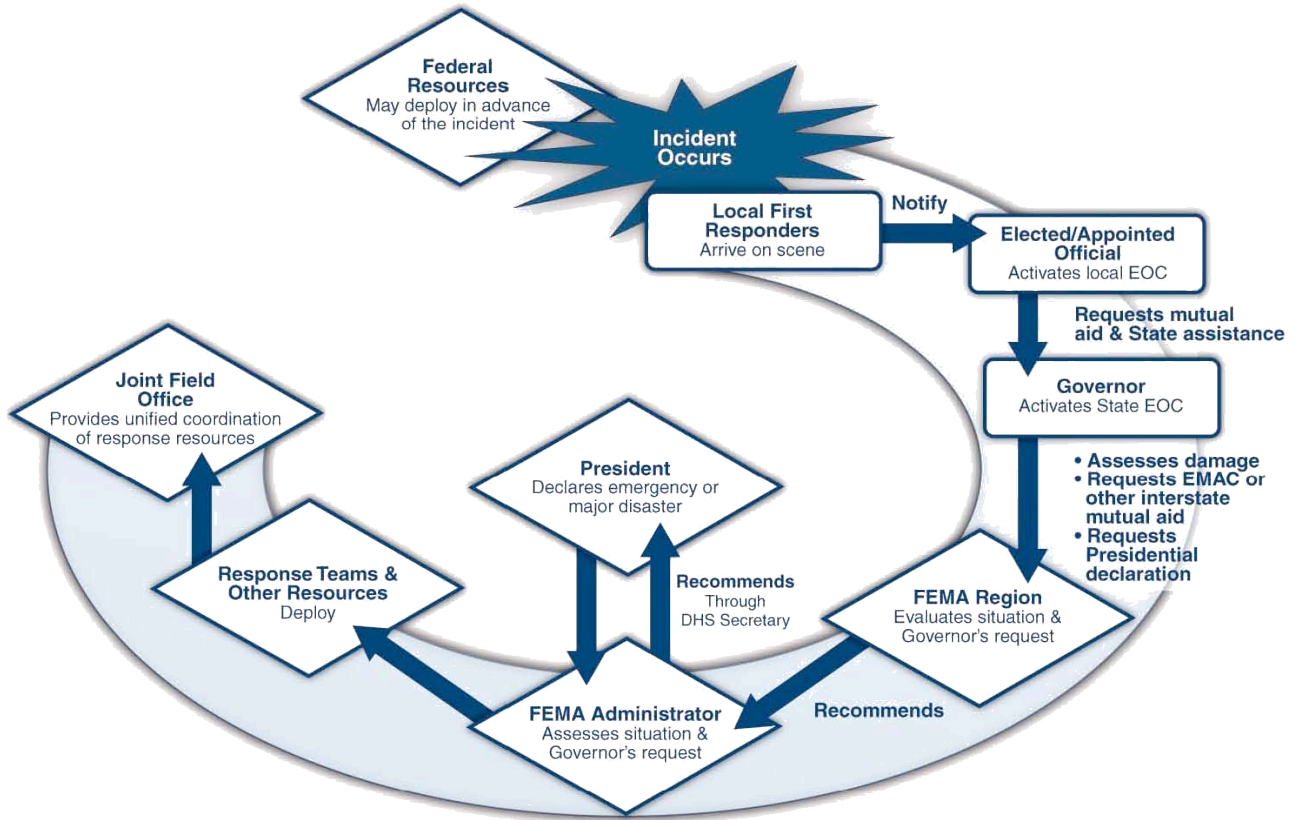 Federal
Resources
May deploy in advance
of the incident
Incident
Occurs
Local First
Responders
Arrive on scene
Notify
Elected/Appointed
Official
Activates local EOC
Requests mutual
aid & State assistance
Governor
Activates State EOC
• Assesses damage
• Requests EMAC or
other interstate
mutual aid
• Requests
Presidential
declaration
FEMA Region
Evaluates situation &
Governor's request
Recommends
FEMA Administrator
Assesses situation &
Governor's request
Recommends
Through
DHS Secretary
President
Declares emergency or
major disaster
Response Teams &
Other Resources
Deploy
Joint Field
Office
Provides unified coordination
of response resources